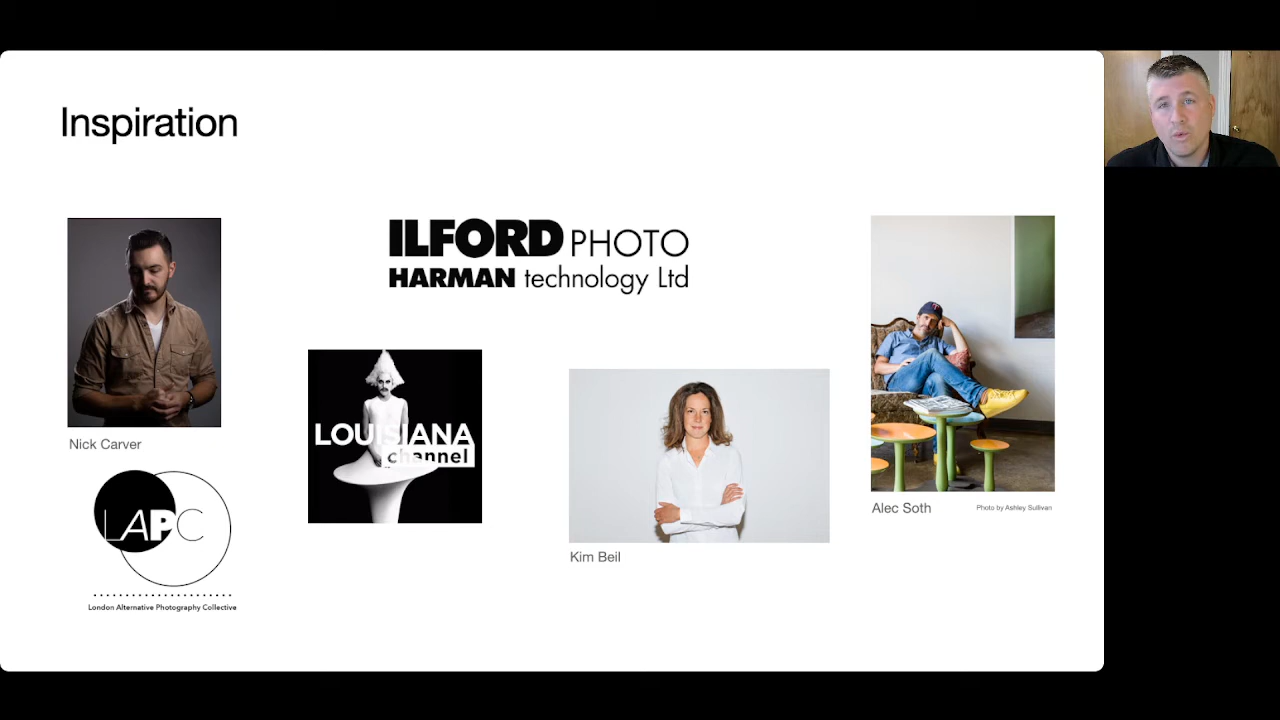 Inspiration
ILFORD PHOTO
HARMAN technology Ltd
Nick Carver
LAPC
London Alternative Photography Collective
LOUISIANA
channel
Kim Beil
Alec Soth
Photo by Ashley Sullivan